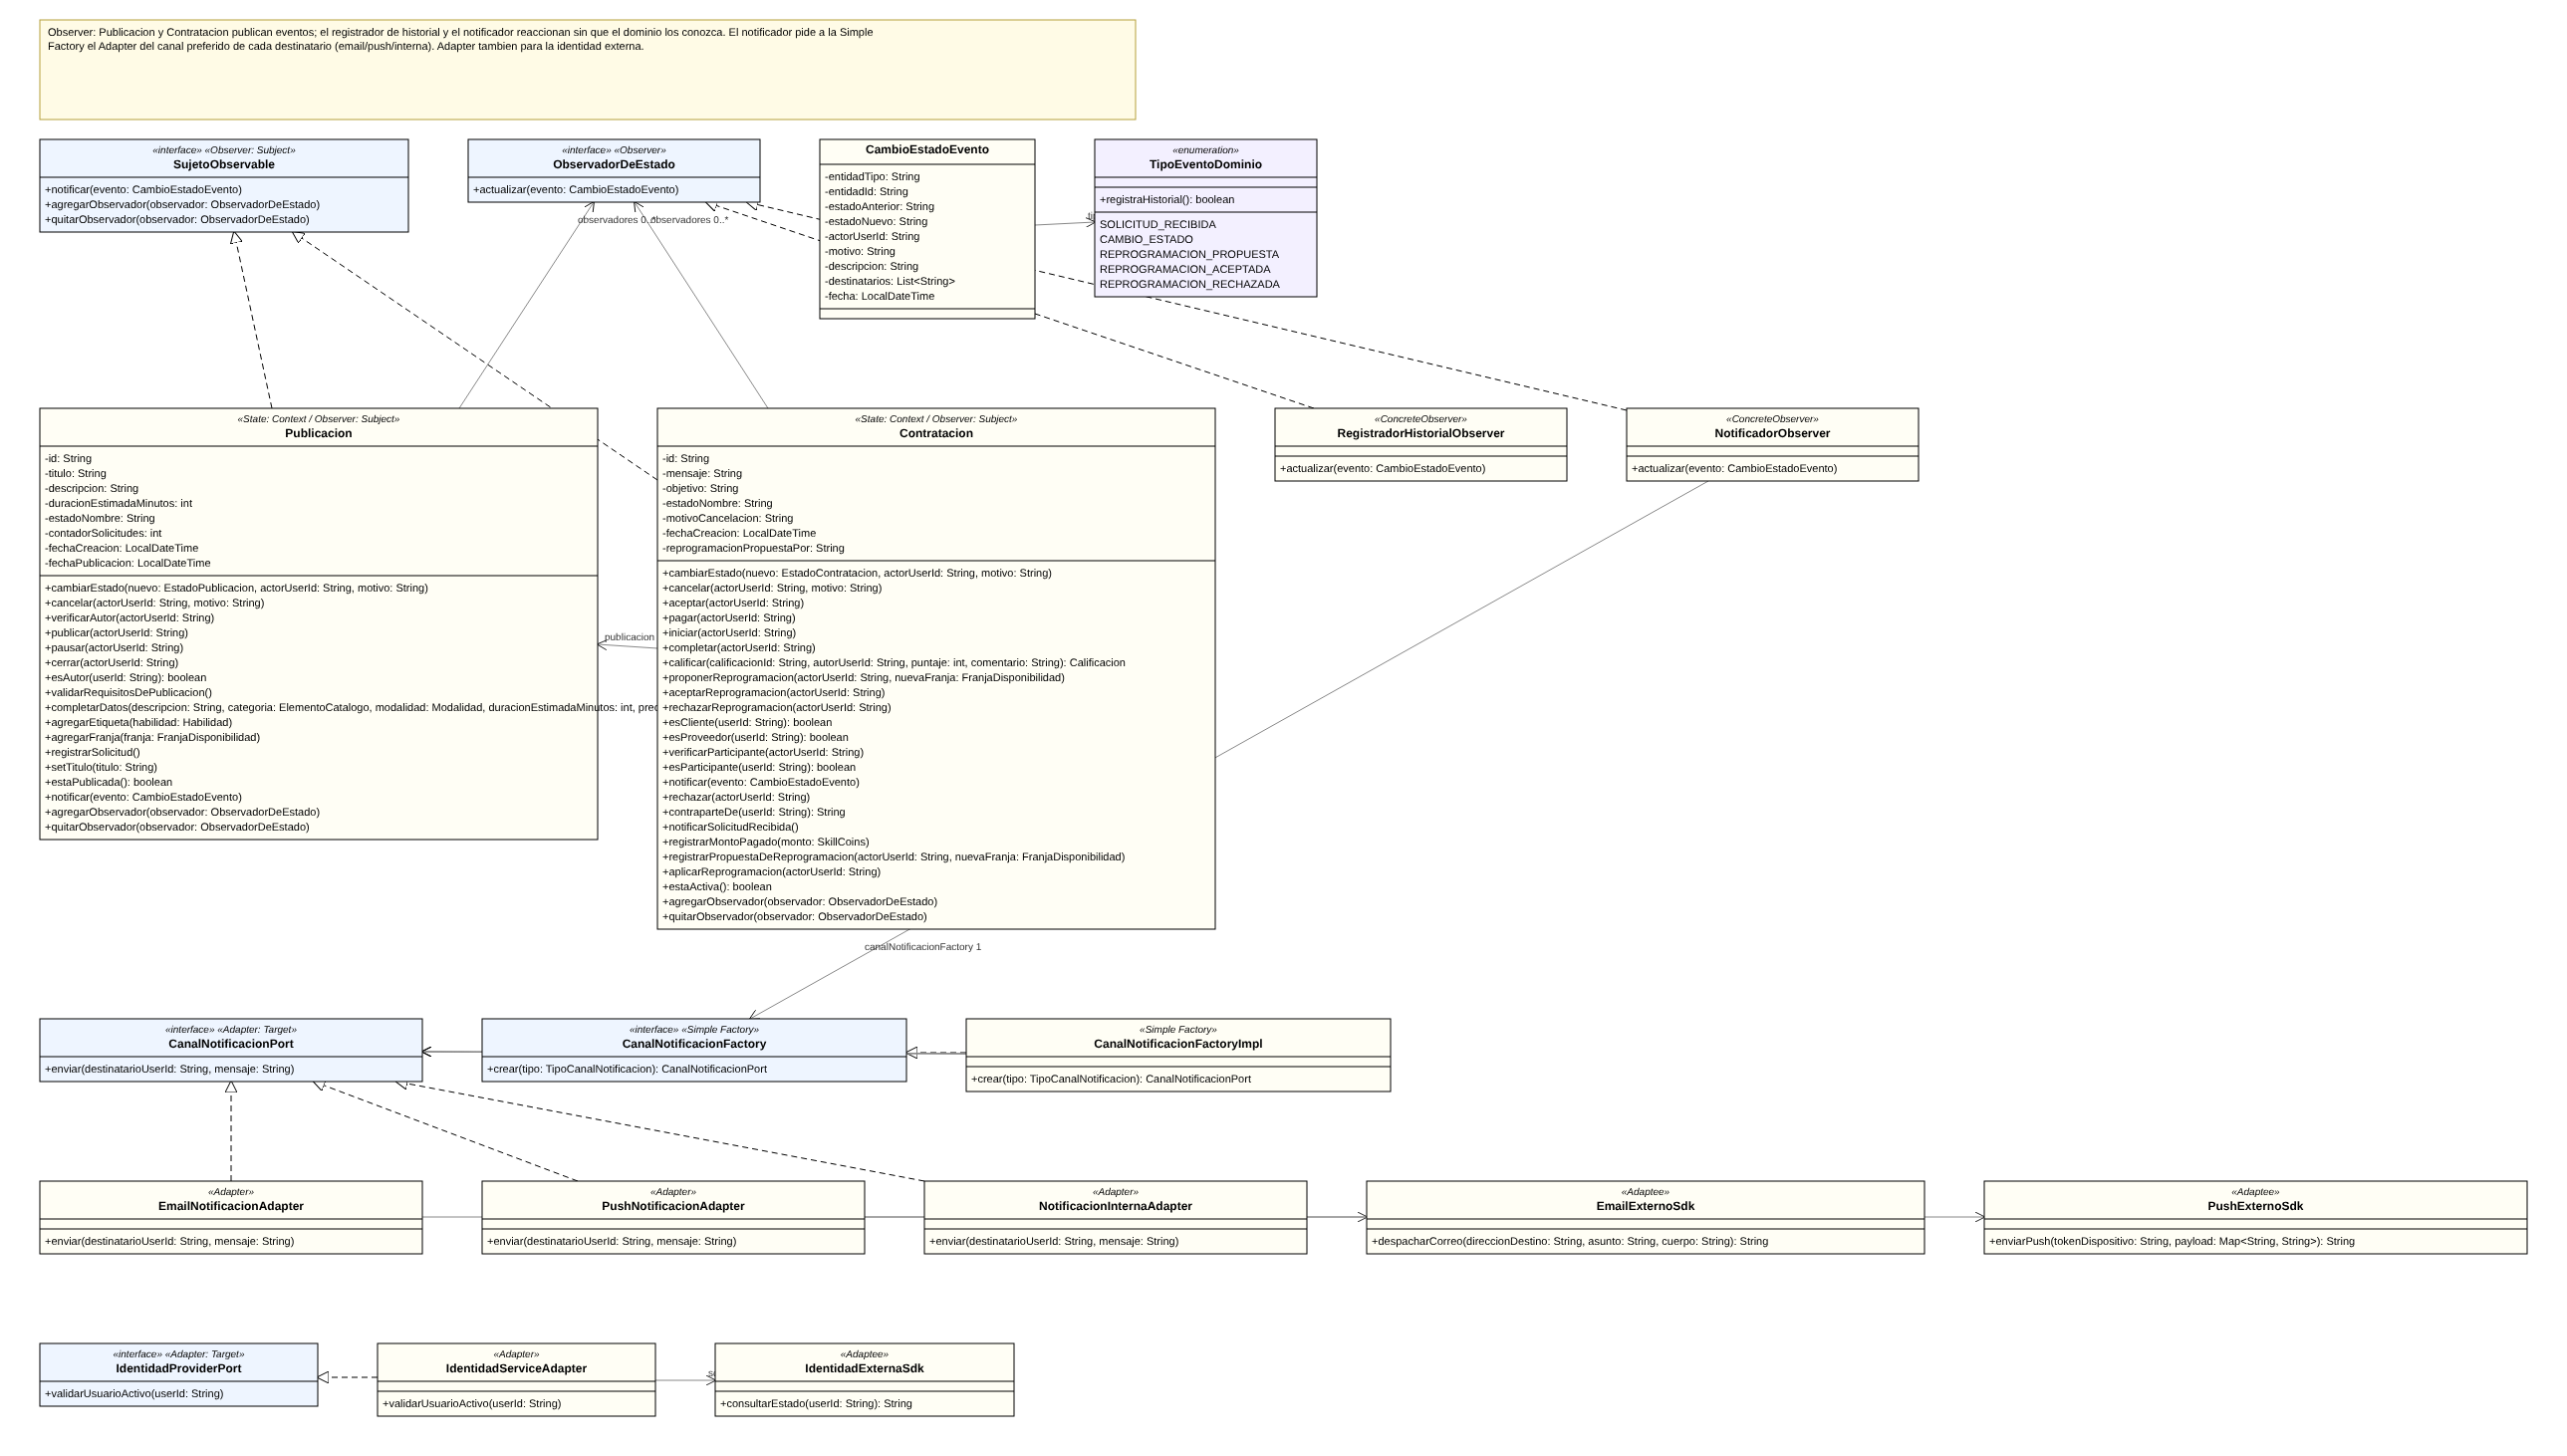 Observer: Publicacion y Contratacion publican eventos; el registrador de historial y el notificador reaccionan sin que el dominio los conozca. El notificador pide a la Simple
Factory el Adapter del canal preferido de cada destinatario (email/push/interna). Adapter tambien para la identidad externa.
«interface» «Observer: Subject»
SujetoObservable
+notificar(evento: CambioEstadoEvento)
+agregarObservador(observador: ObservadorDeEstado)
+quitarObservador(observador: ObservadorDeEstado)
«interface» «Observer»
ObservadorDeEstado
+actualizar(evento: CambioEstadoEvento)
observadores 0..*
observadores 0..*
CambioEstadoEvento
-entidadTipo: String
-entidadId: String
-estadoAnterior: String
-estadoNuevo: String
-actorUserId: String
-motivo: String
-descripcion: String
-destinatarios: List<String>
-fecha: LocalDateTime
«enumeration»
TipoEventoDominio
+registraHistorial(): boolean
SOLICITUD_RECIBIDA
CAMBIO_ESTADO
REPROGRAMACION_PROPUESTA
REPROGRAMACION_ACEPTADA
REPROGRAMACION_RECHAZADA
«State: Context / Observer: Subject»
Publicacion
-id: String
-titulo: String
-descripcion: String
-duracionEstimadaMinutos: int
-estadoNombre: String
-contadorSolicitudes: int
-fechaCreacion: LocalDateTime
-fechaPublicacion: LocalDateTime
+cambiarEstado(nuevo: EstadoPublicacion, actorUserId: String, motivo: String)
+cancelar(actorUserId: String, motivo: String)
+verificarAutor(actorUserId: String)
+publicar(actorUserId: String)
+pausar(actorUserId: String)
+cerrar(actorUserId: String)
+esAutor(userId: String): boolean
+validarRequisitosDePublicacion()
+completarDatos(descripcion: String, categoria: ElementoCatalogo, modalidad: Modalidad, duracionEstimadaMinutos: int,
+agregarEtiqueta(habilidad: Habilidad)
+agregarFranja(franja: FranjaDisponibilidad)
+registrarSolicitud()
+setTitulo(titulo: String)
+estaPublicada(): boolean
+notificar(evento: CambioEstadoEvento)
+agregarObservador(observador: ObservadorDeEstado)
+quitarObservador(observador: ObservadorDeEstado)
publicacion
«State: Context / Observer: Subject»
Contratacion
-id: String
-mensaje: String
-objetivo: String
-estadoNombre: String
-motivoCancelacion: String
-fechaCreacion: LocalDateTime
-reprogramacionPropuestaPor: String
+cambiarEstado(nuevo: EstadoContratacion, actorUserId: String, motivo: String)
+cancelar(actorUserId: String, motivo: String)
+aceptar(actorUserId: String)
+pagar(actorUserId: String)
+iniciar(actorUserId: String)
+completar(actorUserId: String)
+calificar(calificacionId: String, autorUserId: String, puntaje: int, comentario: String): Calificacion
+proponerReprogramacion(actorUserId: String, nuevaFranja: FranjaDisponibilidad)
+aceptarReprogramacion(actorUserId: String)
+rechazarReprogramacion(actorUserId: String)
+esCliente(userId: String): boolean
+esProveedor(userId: String): boolean
+verificarParticipante(actorUserId: String)
+esParticipante(userId: String): boolean
+notificar(evento: CambioEstadoEvento)
+rechazar(actorUserId: String)
+contraparteDe(userId: String): String
+notificarSolicitudRecibida()
+registrarMontoPagado(monto: SkillCoins)
+registrarPropuestaDeReprogramacion(actorUserId: String, nuevaFranja: FranjaDisponibilidad)
+aplicarReprogramacion(actorUserId: String)
+estaActiva(): boolean
+agregarObservador(observador: ObservadorDeEstado)
+quitarObservador(observador: ObservadorDeEstado)
«ConcreteObserver»
RegistradorHistorialObserver
+actualizar(evento: CambioEstadoEvento)
«ConcreteObserver»
NotificadorObserver
+actualizar(evento: CambioEstadoEvento)
canalNotificacionFactory 1
«interface» «Adapter: Target»
CanalNotificacionPort
+enviar(destinatarioUserId: String, mensaje: String)
«interface» «Simple Factory»
CanalNotificacionFactory
+crear(tipo: TipoCanalNotificacion): CanalNotificacionPort
«Simple Factory»
CanalNotificacionFactoryImpl
+crear(tipo: TipoCanalNotificacion): CanalNotificacionPort
«Adapter»
EmailNotificacionAdapter
+enviar(destinatarioUserId: String, mensaje: String)
«Adapter»
PushNotificacionAdapter
+enviar(destinatarioUserId: String, mensaje: String)
«Adapter»
NotificacionInternaAdapter
+enviar(destinatarioUserId: String, mensaje: String)
«Adaptee»
EmailExternoSdk
+despacharCorreo(direccionDestino: String, asunto: String, cuerpo: String): String
«Adaptee»
PushExternoSdk
+enviarPush(tokenDispositivo: String, payload: Map<String, String>): String
«interface» «Adapter: Target»
IdentidadProviderPort
+validarUsuarioActivo(userId: String)
«Adapter»
IdentidadServiceAdapter
+validarUsuarioActivo(userId: String)
«Adaptee»
IdentidadExternaSdk
+consultarEstado(userId: String): String